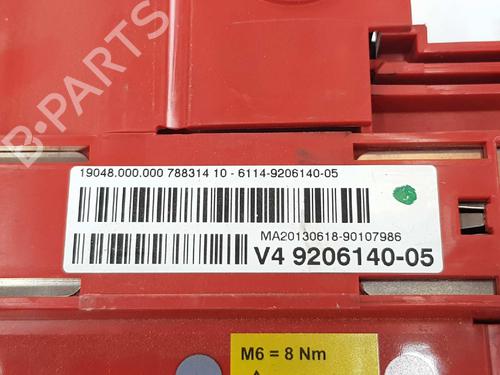 B-PARTS
19048.000.000 788314 10 - 6114-9206140-05
MA20130618-90107986
V4 9206140-05
M6 = 8 Nm